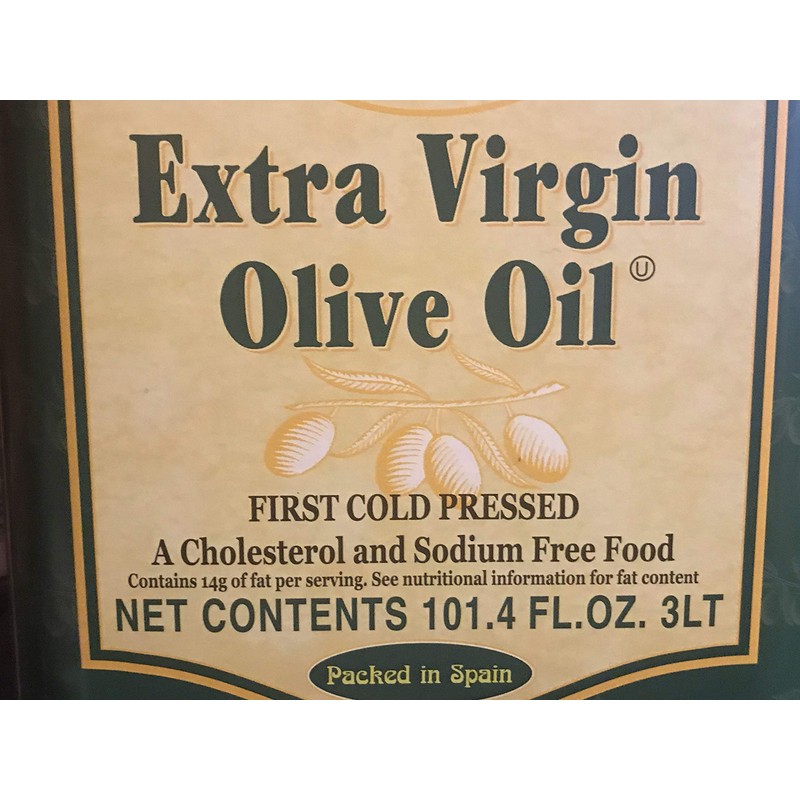 Extra Virgin
Olive Oil Ⓤ
FIRST COLD PRESSED
A Cholesterol and Sodium Free Food
Contains 14g of fat per serving. See nutritional information for fat content
NET CONTENTS 101.4 FL.OZ. 3LT
Packed in Spain